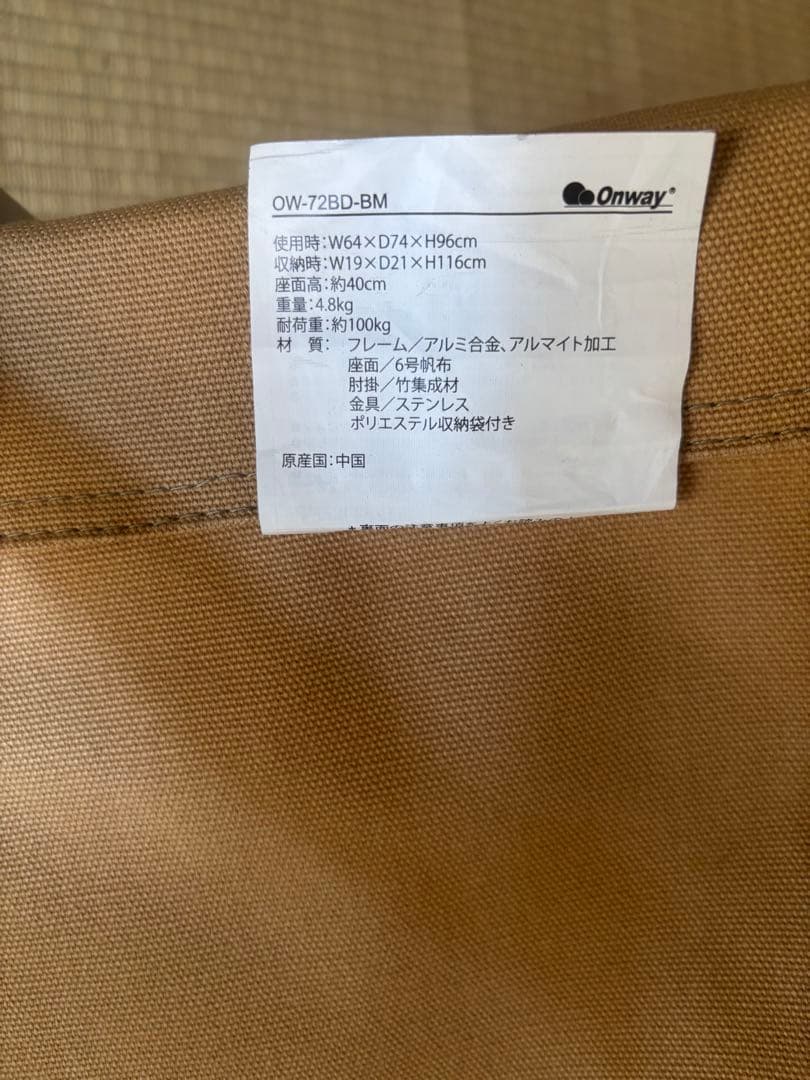 OW-72BD-BM
Onway®
使用時:W64×D74×H96cm
収納時:W19×D21×H116cm
座面高:約40cm
重量:4.8kg
耐荷重:約100kg
材 質: フレーム/アルミ合金、アルマイト加工
座面/6号帆布
肘掛/竹集成材
金具/ステンレス
ポリエステル収納袋付き
原産国:中国